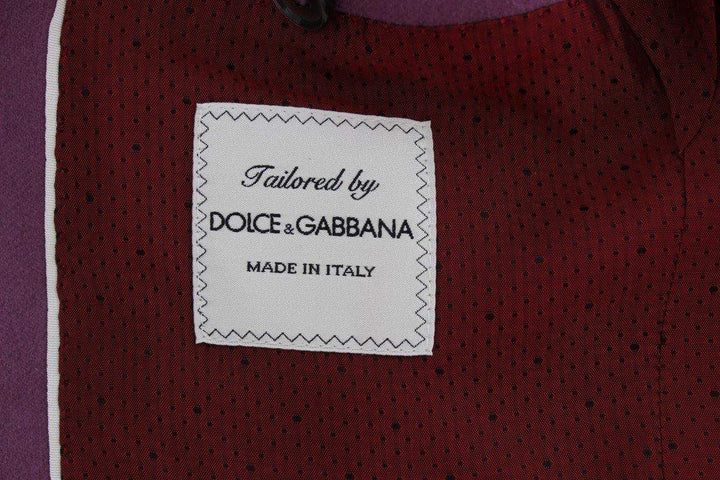 Tailored by
DOLCE & GABBANA
MADE IN ITALY